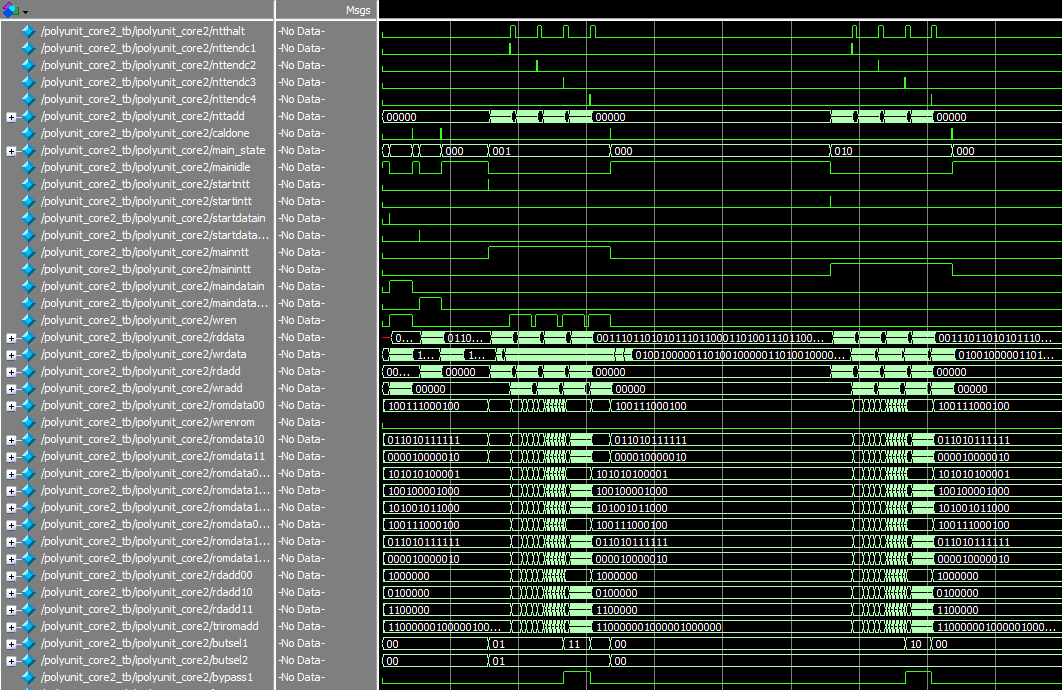 Msgs
/polyunit_core2_tb/ipolyunit_core2/ntthalt -No Data-
/polyunit_core2_tb/ipolyunit_core2/nttendc1 -No Data-
/polyunit_core2_tb/ipolyunit_core2/nttendc2 -No Data-
/polyunit_core2_tb/ipolyunit_core2/nttendc3 -No Data-
/polyunit_core2_tb/ipolyunit_core2/nttendc4 -No Data-
/polyunit_core2_tb/ipolyunit_core2/nttadd -No Data- 00000 00000 00000
/polyunit_core2_tb/ipolyunit_core2/caldone -No Data-
/polyunit_core2_tb/ipolyunit_core2/main_state -No Data- 000 001 000 010 000
/polyunit_core2_tb/ipolyunit_core2/mainidle -No Data-
/polyunit_core2_tb/ipolyunit_core2/startntt -No Data-
/polyunit_core2_tb/ipolyunit_core2/startintt -No Data-
/polyunit_core2_tb/ipolyunit_core2/startdatain -No Data-
/polyunit_core2_tb/ipolyunit_core2/startdata... -No Data-
/polyunit_core2_tb/ipolyunit_core2/mainntt -No Data-
/polyunit_core2_tb/ipolyunit_core2/mainintt -No Data-
/polyunit_core2_tb/ipolyunit_core2/maindatain -No Data-
/polyunit_core2_tb/ipolyunit_core2/maindata... -No Data-
/polyunit_core2_tb/ipolyunit_core2/wren -No Data-
/polyunit_core2_tb/ipolyunit_core2/rddata -No Data- 0... 0110... 0011101101010111011000110100111011100... 001110110101011110...
/polyunit_core2_tb/ipolyunit_core2/wrdata -No Data- 1... 1... 010010000011010010000011010010000... 0100100001101...
/polyunit_core2_tb/ipolyunit_core2/rdadd -No Data- 00... 00000 00000 00000
/polyunit_core2_tb/ipolyunit_core2/wradd -No Data- 00000 00000 00000
/polyunit_core2_tb/ipolyunit_core2/romdata00 -No Data- 100111000100 100111000100 100111000100
/polyunit_core2_tb/ipolyunit_core2/wrenrom -No Data-
/polyunit_core2_tb/ipolyunit_core2/romdata10 -No Data- 011010111111 011010111111 011010111111
/polyunit_core2_tb/ipolyunit_core2/romdata11 -No Data- 000010000010 000010000010 000010000010
/polyunit_core2_tb/ipolyunit_core2/romdata0... -No Data- 101010100001 101010100001 101010100001
/polyunit_core2_tb/ipolyunit_core2/romdata1... -No Data- 100100001000 100100001000 100100001000
/polyunit_core2_tb/ipolyunit_core2/romdata1... -No Data- 101001011000 101001011000 101001011000
/polyunit_core2_tb/ipolyunit_core2/romdata0... -No Data- 100111000100 100111000100 100111000100
/polyunit_core2_tb/ipolyunit_core2/romdata1... -No Data- 011010111111 011010111111 011010111111
/polyunit_core2_tb/ipolyunit_core2/romdata1... -No Data- 000010000010 000010000010 000010000010
/polyunit_core2_tb/ipolyunit_core2/rdadd00 -No Data- 1000000 1000000 1000000
/polyunit_core2_tb/ipolyunit_core2/rdadd10 -No Data- 0100000 0100000 0100000
/polyunit_core2_tb/ipolyunit_core2/rdadd11 -No Data- 1100000 1100000 1100000
/polyunit_core2_tb/ipolyunit_core2/triromadd -No Data- 11000000100000100... 110000001000001000000 11000000100001000...
/polyunit_core2_tb/ipolyunit_core2/butsel1 -No Data- 00 01 11 00 10 00
/polyunit_core2_tb/ipolyunit_core2/butsel2 -No Data- 00 01 00
/polyunit_core2_tb/ipolyunit_core2/bypass1 -No Data-